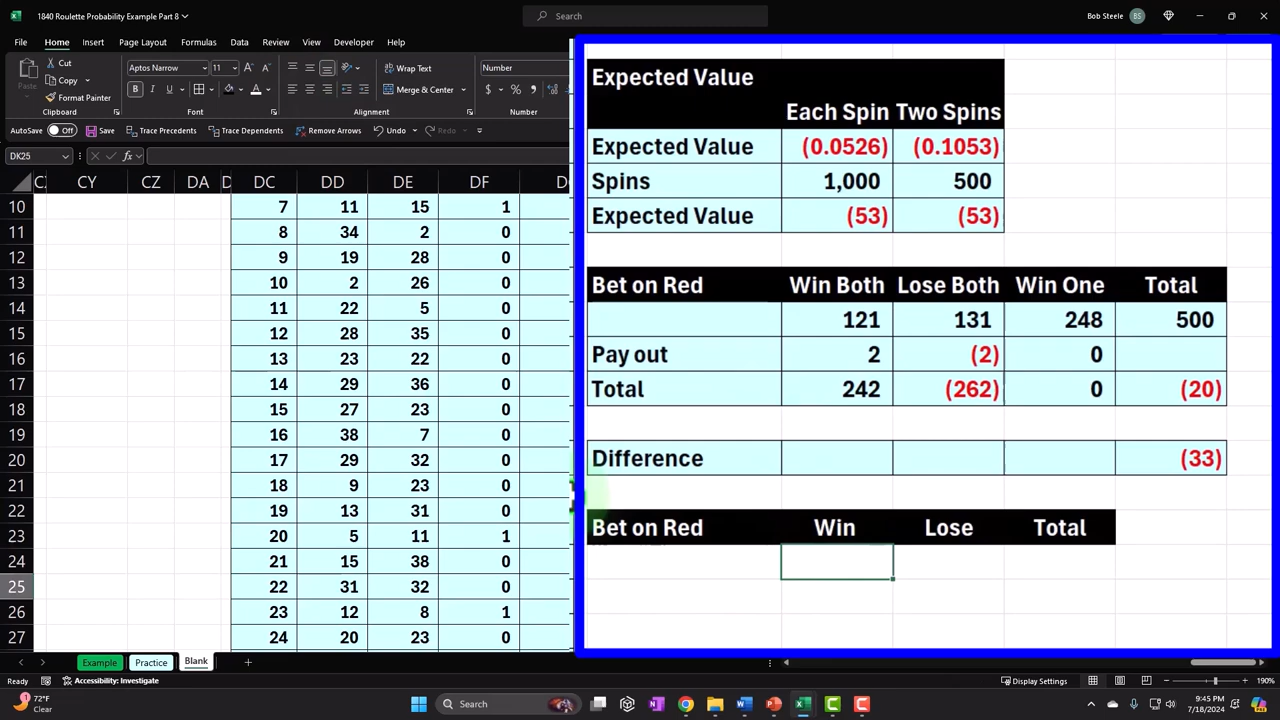 1840 Roulette Probability Example Part 8
Search
Bob Steele
BS
File Home Insert Page Layout Formulas Data Review View Developer Help
Paste
Cut
Copy
Format Painter
Clipboard
Aptos Narrow 11
B I U
Font
Wrap Text
Merge & Center
Alignment
Number
$ % 9
Number
AutoSave Off Save Trace Precedents Trace Dependents Remove Arrows Undo Redo
DK25 fx
CY CZ DA DC DD DE DF
10 7 11 15 1
11 8 34 2 0
12 9 19 28 0
13 10 2 26 0
14 11 22 5 0
15 12 28 35 0
16 13 23 22 0
17 14 29 36 0
18 15 27 23 0
19 16 38 7 0
20 17 29 32 0
21 18 9 23 0
22 19 13 31 0
23 20 5 11 1
24 21 15 38 0
25 22 31 32 0
26 23 12 8 1
27 24 20 23 0
Expected Value
Each Spin Two Spins
Expected Value (0.0526) (0.1053)
Spins 1,000 500
Expected Value (53) (53)
Bet on Red Win Both Lose Both Win One Total
121 131 248 500
Pay out 2 (2) 0
Total 242 (262) 0 (20)
Difference (33)
Bet on Red Win Lose Total
Example Practice Blank
Ready Accessibility: Investigate Display Settings 190%
72°F
Clear
Search
9:45 PM
7/18/2024